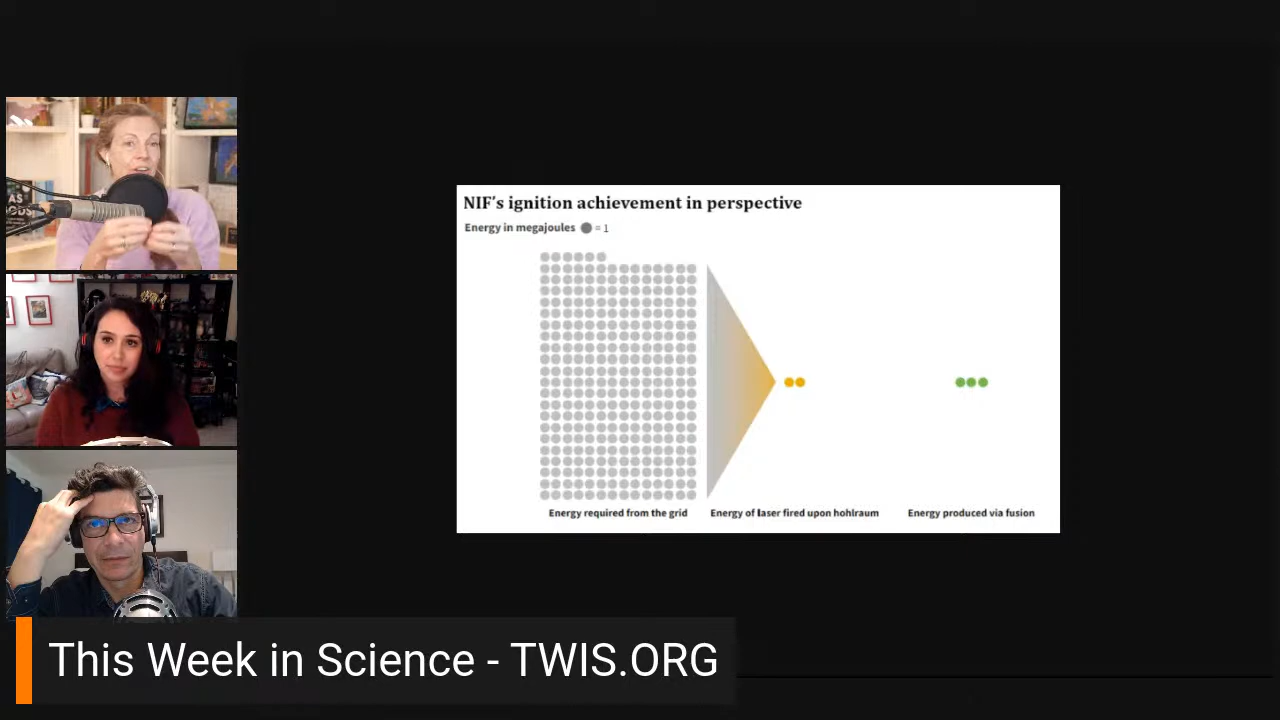 NIF's ignition achievement in perspective
Energy in megajoules = 1
Energy required from the grid
Energy of laser fired upon hohlraum
Energy produced via fusion
AS
This Week in Science - TWIS.ORG